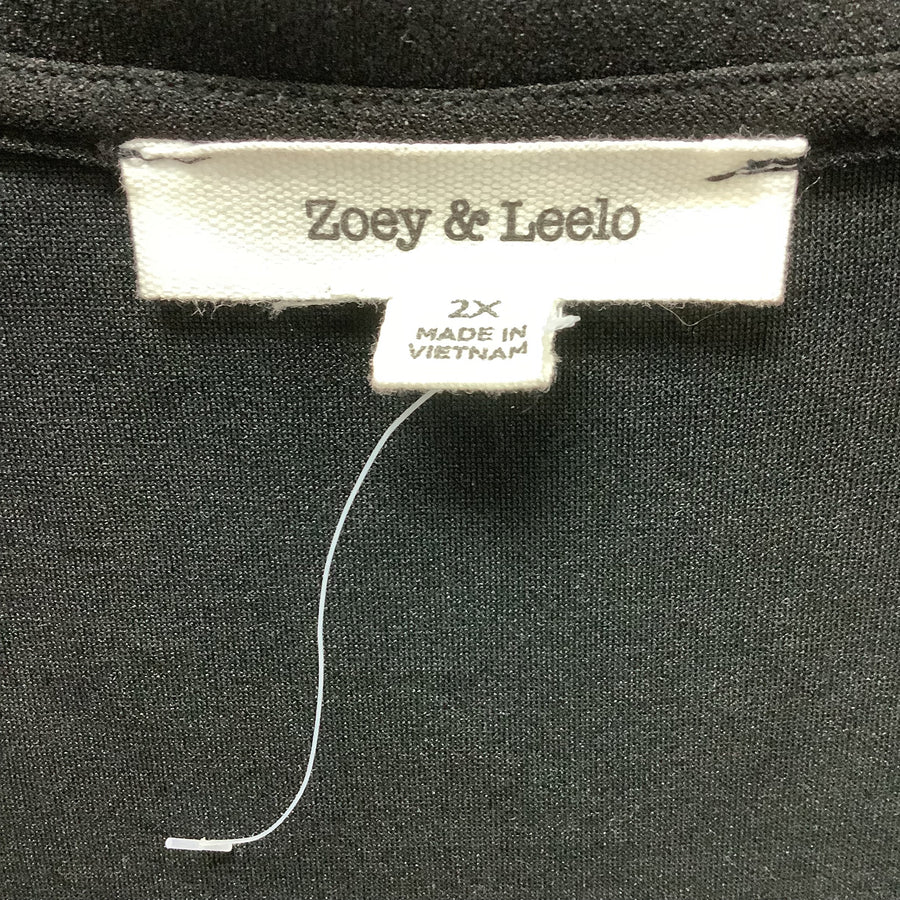 Zoey & Leelo
2X
MADE IN
VIETNAM